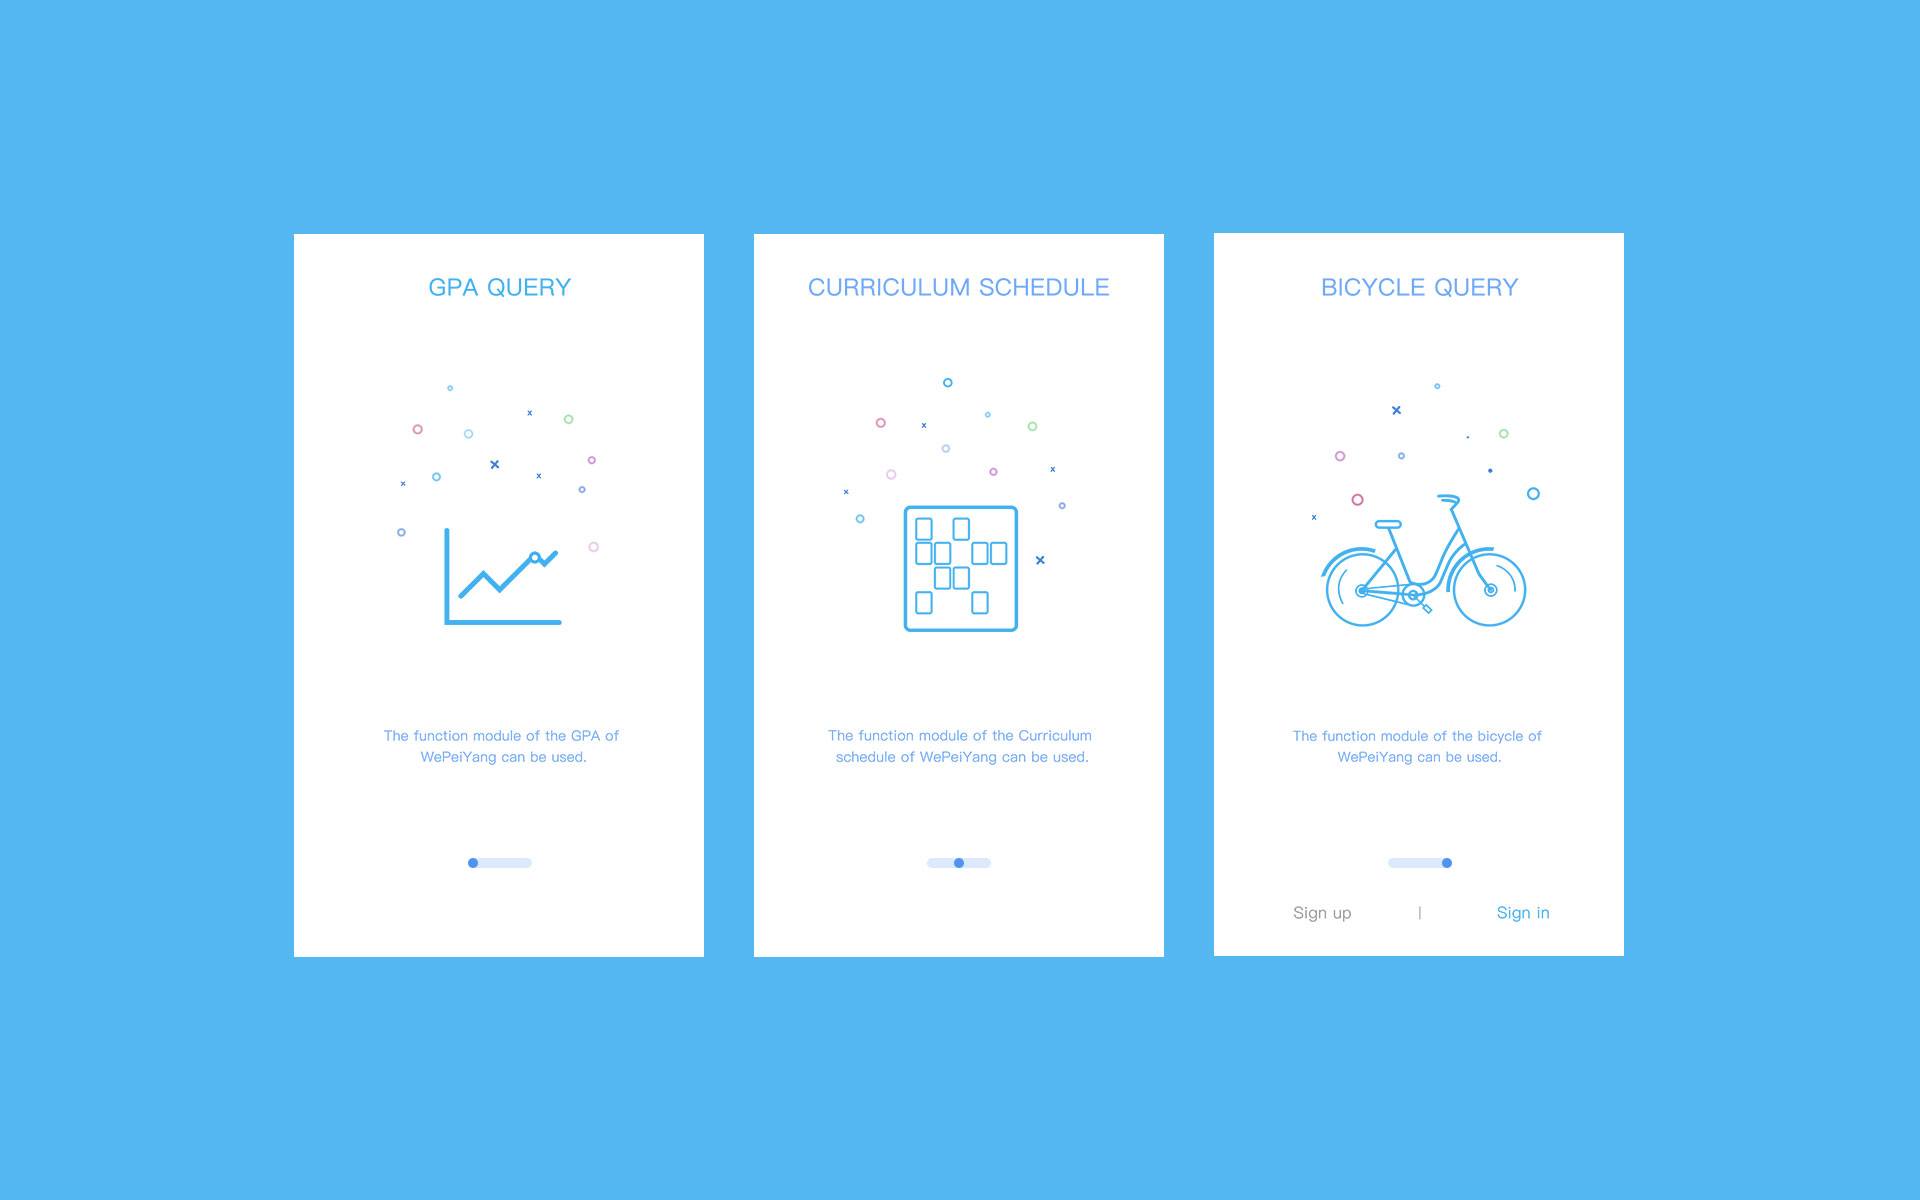 GPA QUERY
The function module of the GPA of
WePeiYang can be used.
CURRICULUM SCHEDULE
The function module of the Curriculum
schedule of WePeiYang can be used.
BICYCLE QUERY
The function module of the bicycle of
WePeiYang can be used.
Sign up | Sign in